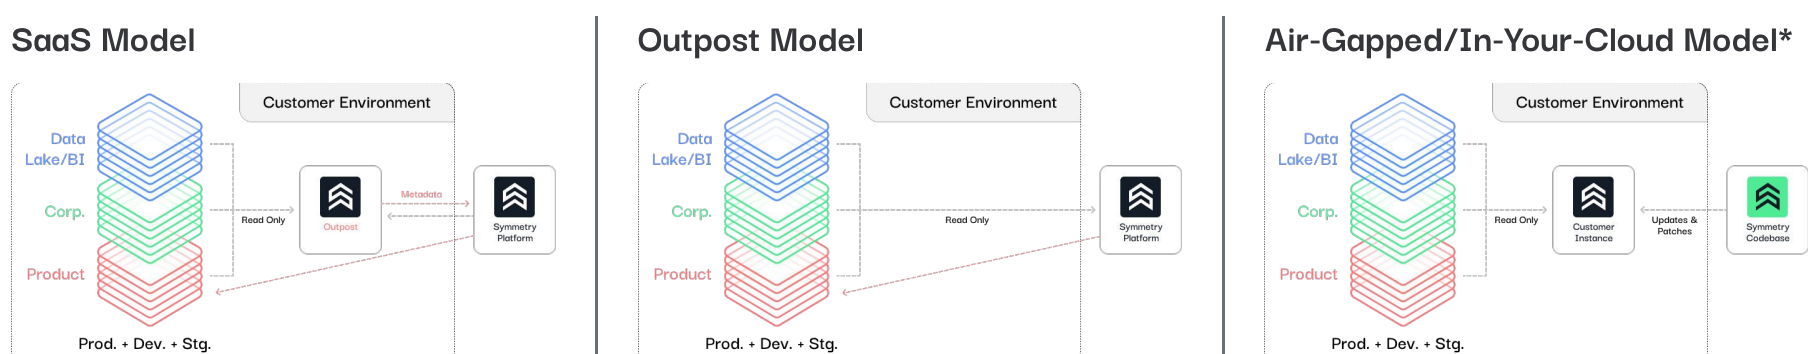 SaaS Model
Customer Environment
Data
Lake/BI
Corp.
Product
Read Only
Outpost
Metadata
Symmetry
Platform
Prod. + Dev. + Stg.
Outpost Model
Customer Environment
Data
Lake/BI
Corp.
Product
Read Only
Symmetry
Platform
Prod. + Dev. + Stg.
Air-Gapped/In-Your-Cloud Model*
Customer Environment
Data
Lake/BI
Corp.
Product
Read Only
Customer
Instance
Updates &
Patches
Symmetry
Codebase
Prod. + Dev. + Stg.